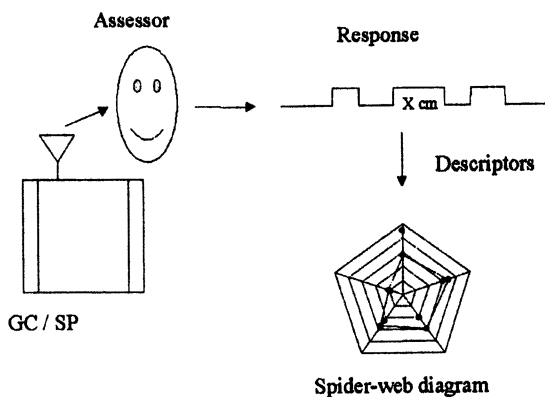 Assessor
Response
X cm
Descriptors
GC / SP
Spider-web diagram